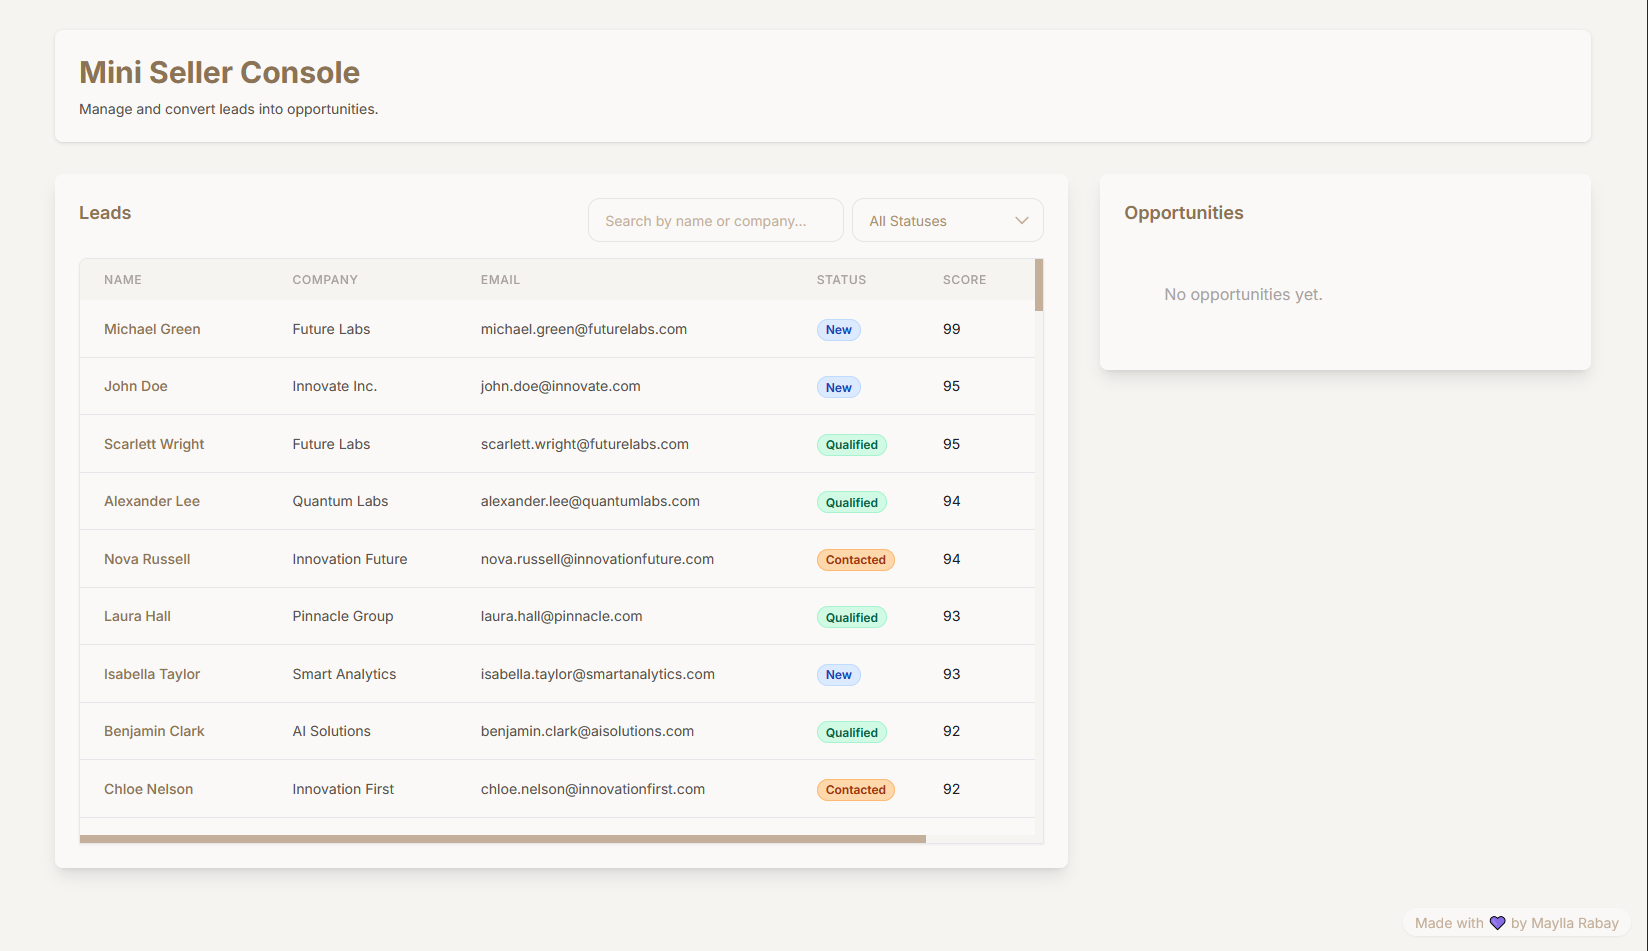 Mini Seller Console
Manage and convert leads into opportunities.
Leads
Search by name or company...
All Statuses
NAME COMPANY EMAIL STATUS SCORE
Michael Green Future Labs michael.green@futurelabs.com New 99
John Doe Innovate Inc. john.doe@innovate.com New 95
Scarlett Wright Future Labs scarlett.wright@futurelabs.com Qualified 95
Alexander Lee Quantum Labs alexander.lee@quantumlabs.com Qualified 94
Nova Russell Innovation Future nova.russell@innovationfuture.com Contacted 94
Laura Hall Pinnacle Group laura.hall@pinnacle.com Qualified 93
Isabella Taylor Smart Analytics isabella.taylor@smartanalytics.com New 93
Benjamin Clark AI Solutions benjamin.clark@aisolutions.com Qualified 92
Chloe Nelson Innovation First chloe.nelson@innovationfirst.com Contacted 92
Opportunities
No opportunities yet.
Made with 💜 by Maylla Rabay